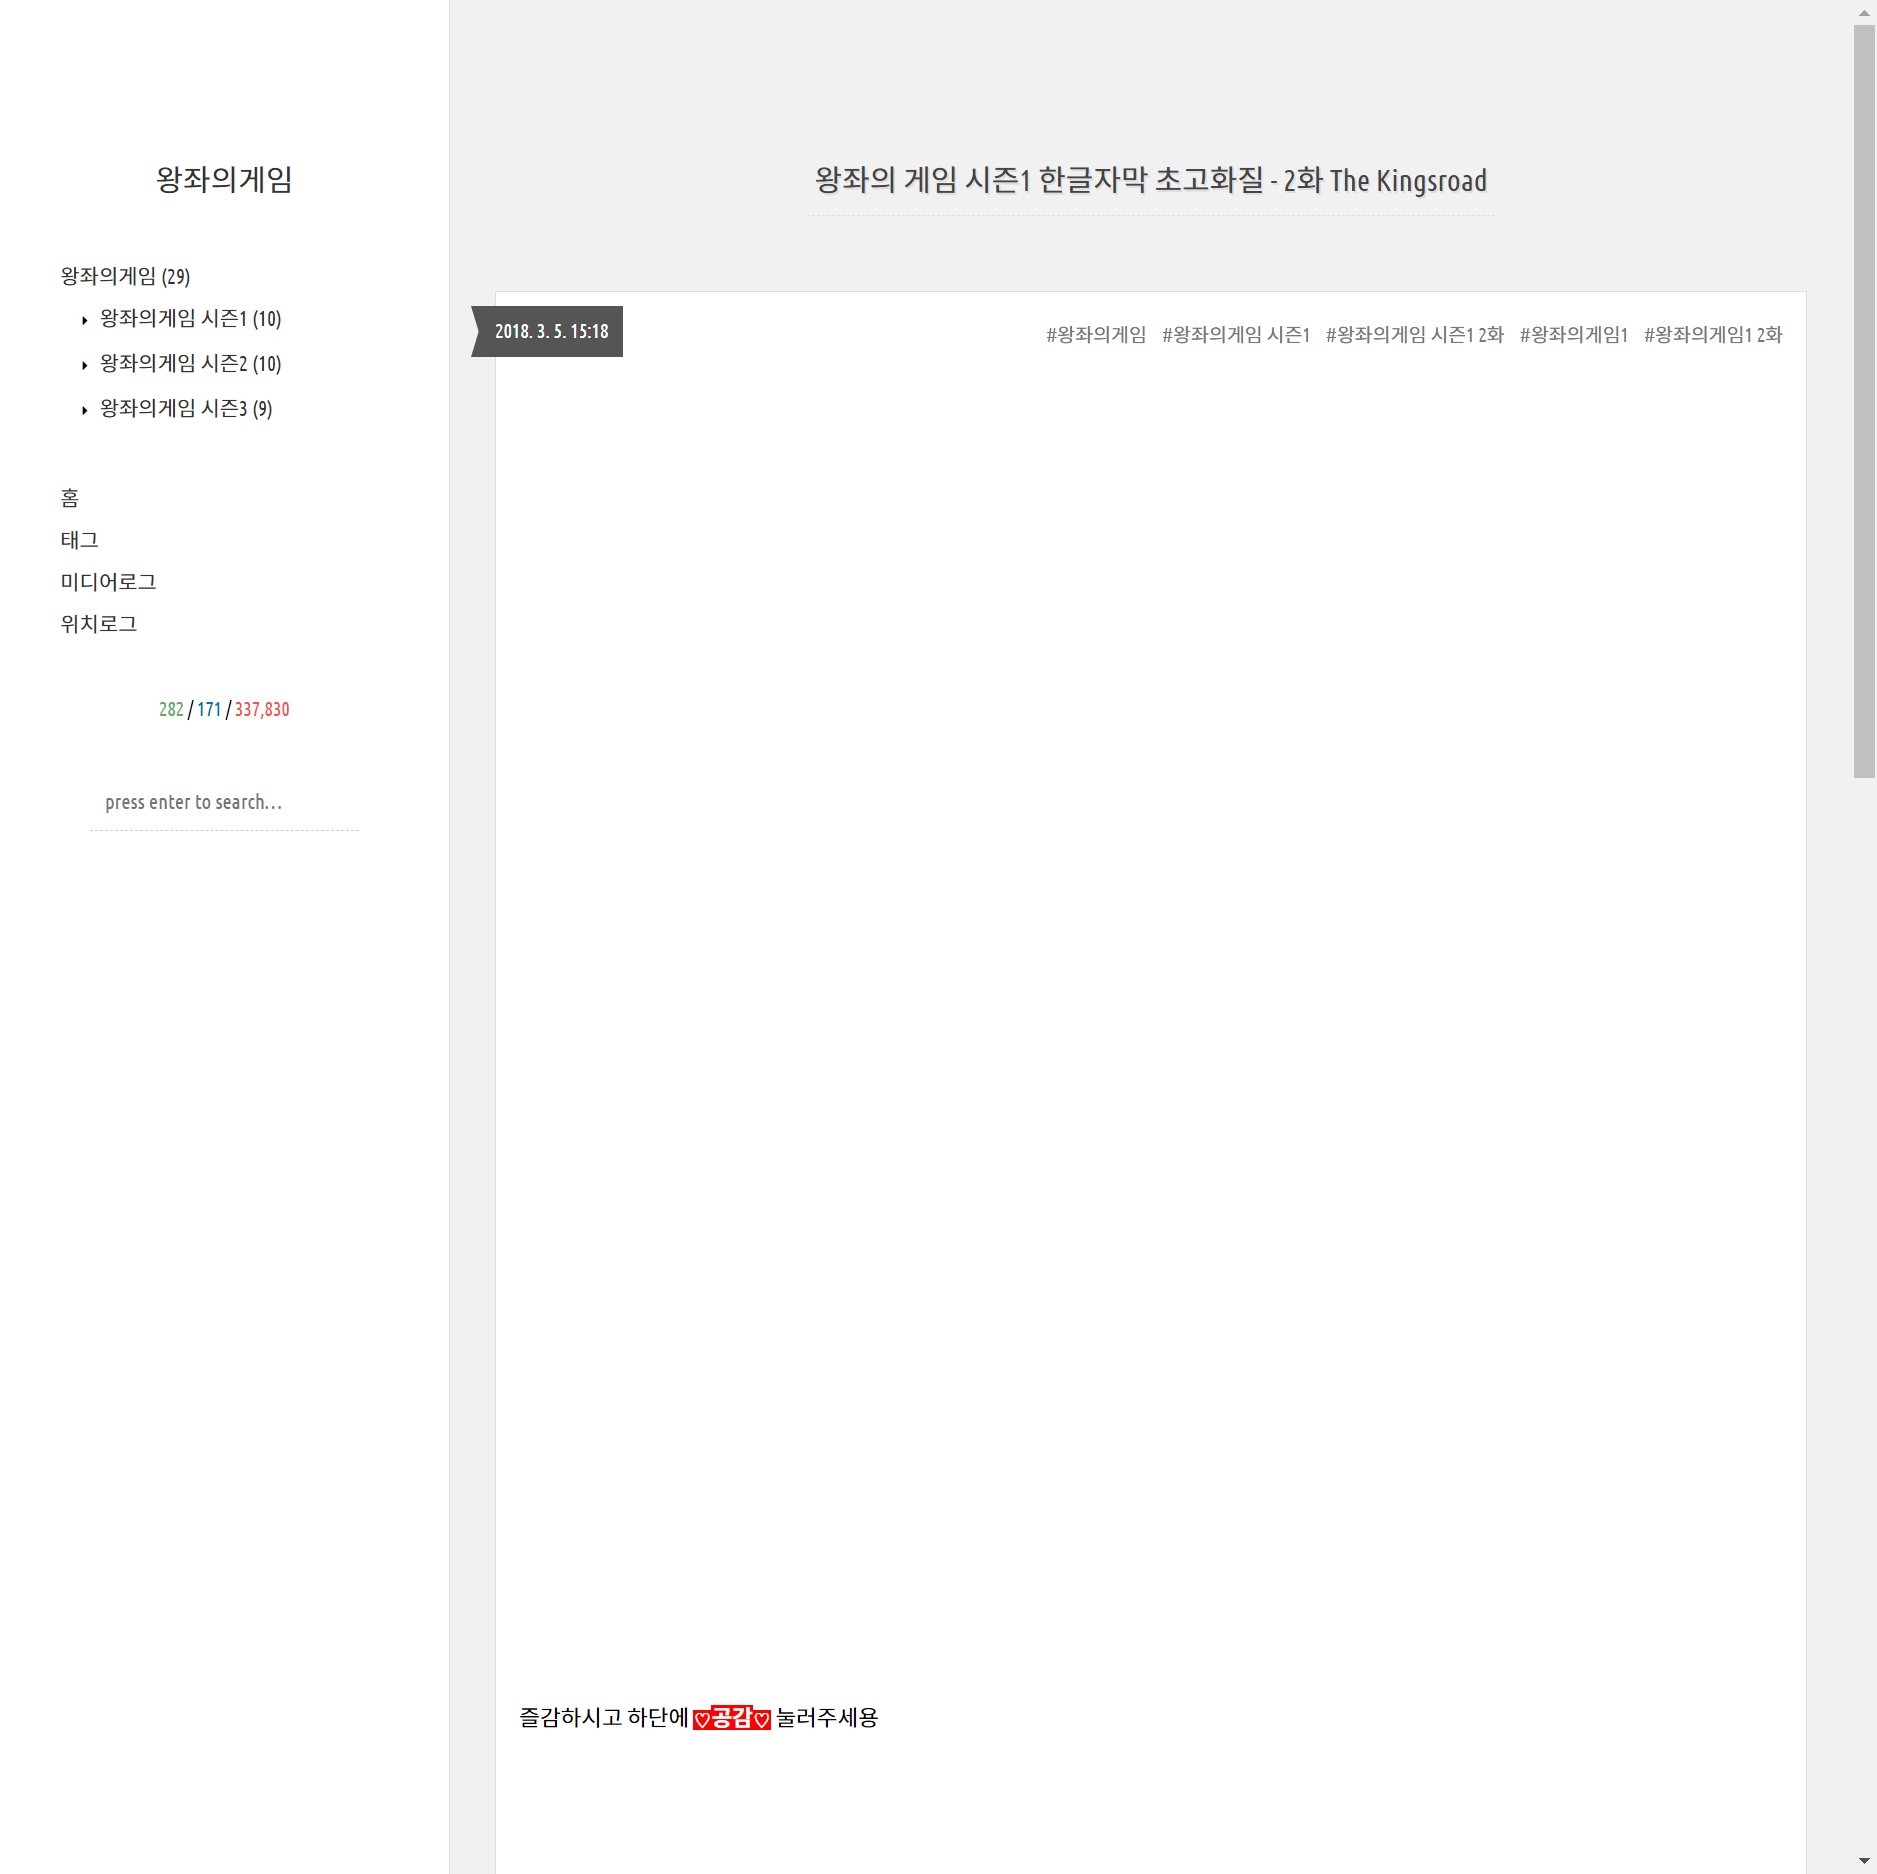 왕좌의게임
왕좌의게임 (29)
왕좌의게임 시즌1 (10)
왕좌의게임 시즌2 (10)
왕좌의게임 시즌3 (9)
홈
태그
미디어로그
위치로그
282 / 171 / 337,830
press enter to search...
왕좌의 게임 시즌1 한글자막 초고화질 - 2화 The Kingsroad
2018. 3. 5. 15:18
#왕좌의게임 #왕좌의게임 시즌1 #왕좌의게임 시즌1 2화 #왕좌의게임1 #왕좌의게임1 2화
즐감하시고 하단에 ♡공감♡ 눌러주세용